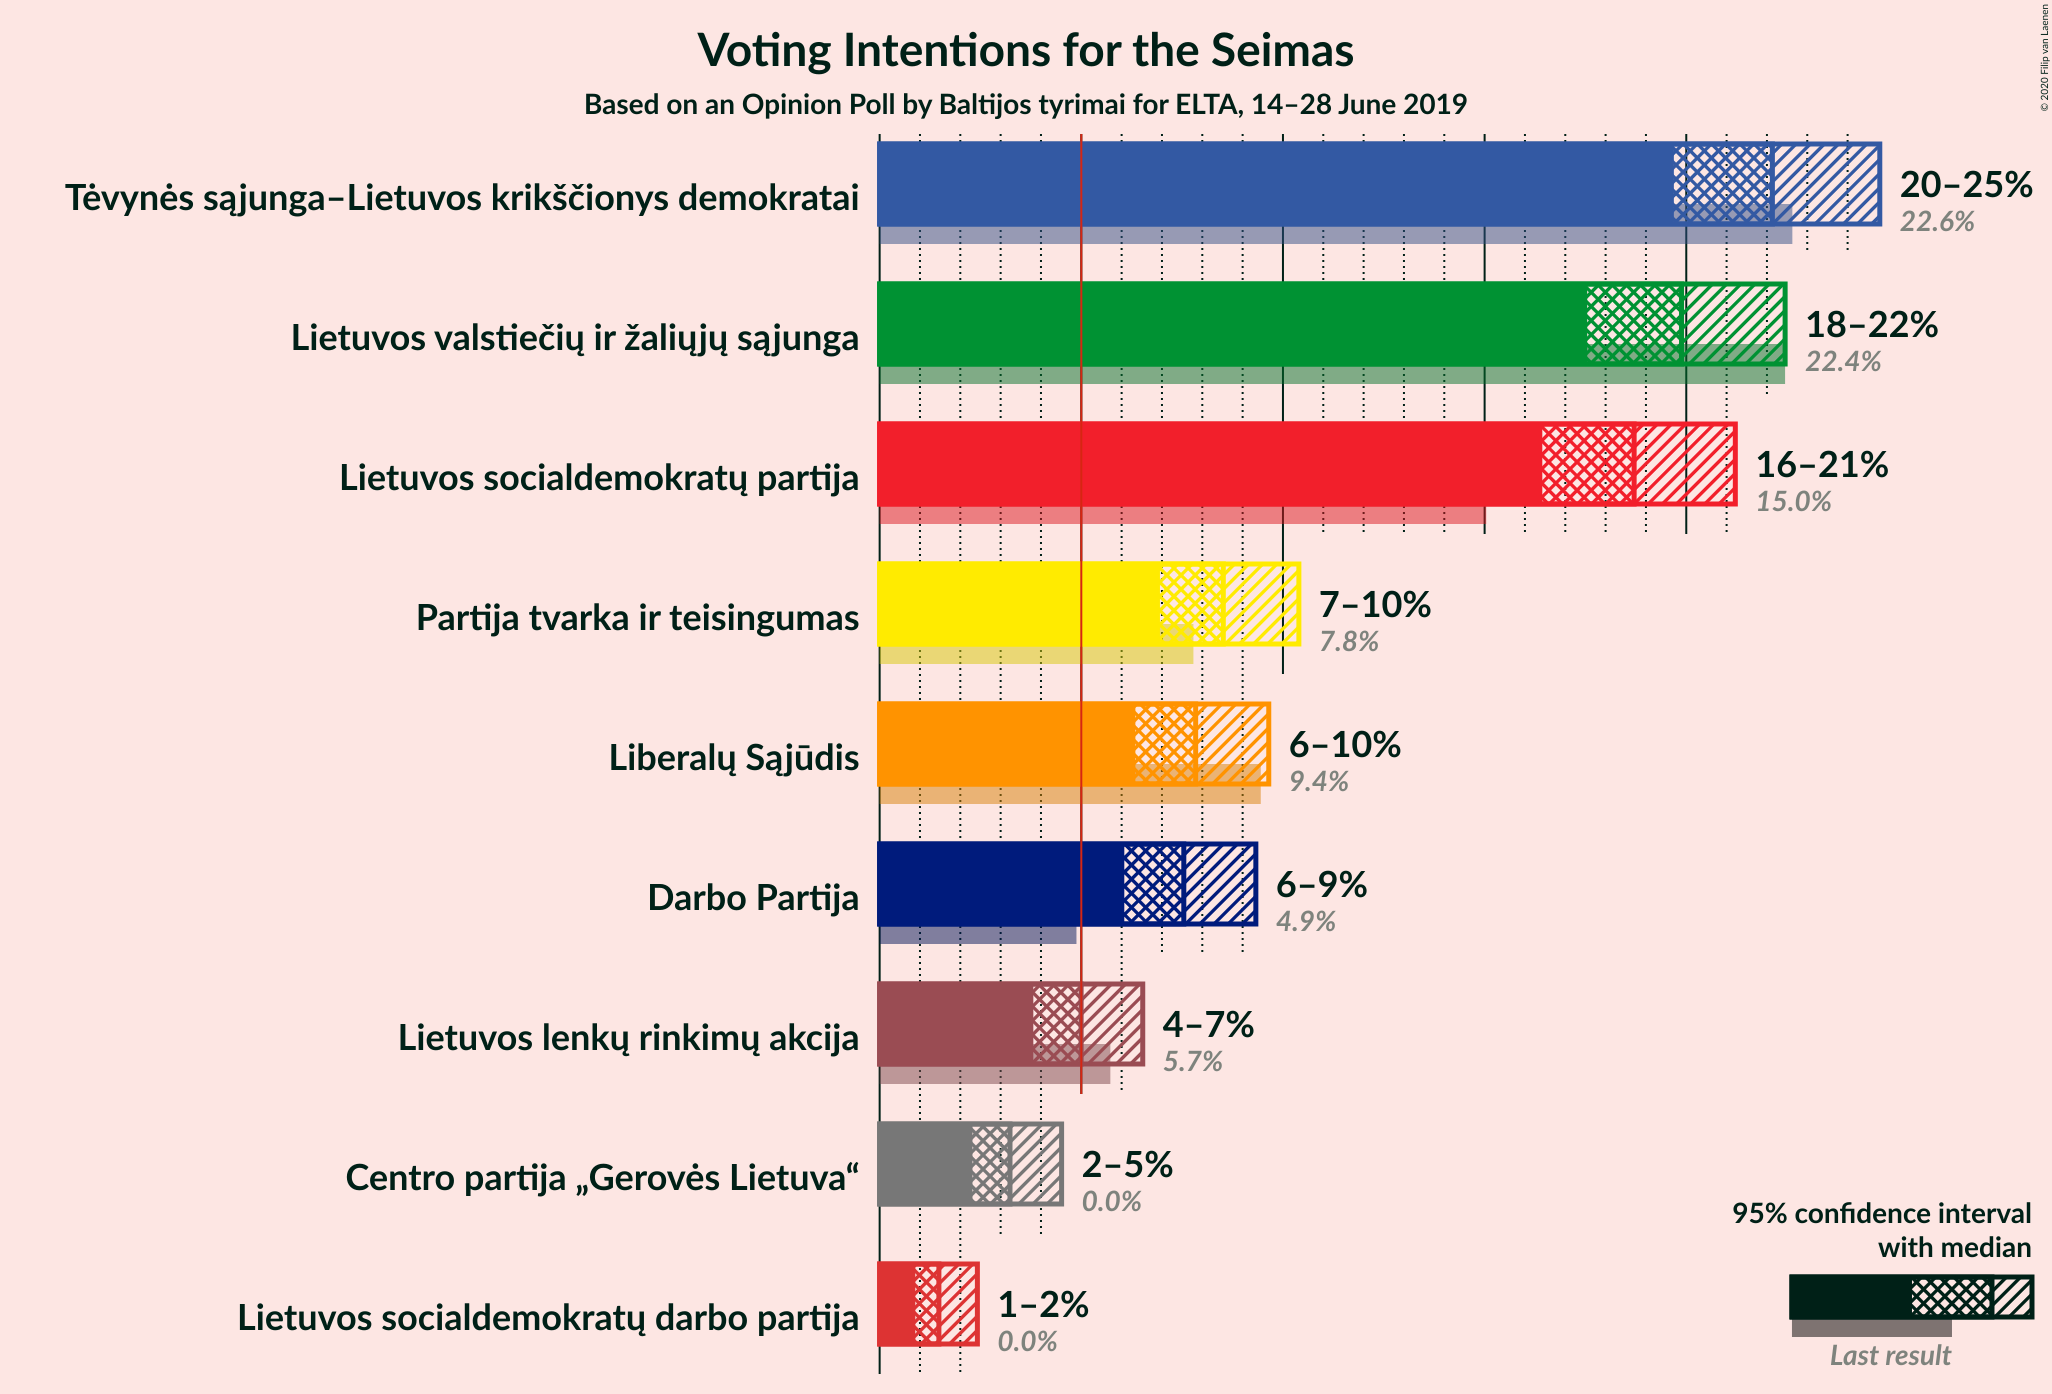 Voting Intentions for the Seimas
Based on an Opinion Poll by Baltijos tyrimai for ELTA, 14–28 June 2019
© 2020 Filip van Laenen
Tėvynės sąjunga–Lietuvos krikščionys demokratai
20–25%
22.6%
Lietuvos valstiečių ir žaliųjų sąjunga
18–22%
22.4%
Lietuvos socialdemokratų partija
16–21%
15.0%
Partija tvarka ir teisingumas
7–10%
7.8%
Liberalų Sąjūdis
6–10%
9.4%
Darbo Partija
6–9%
4.9%
Lietuvos lenkų rinkimų akcija
4–7%
5.7%
Centro partija „Gerovės Lietuva“
2–5%
0.0%
Lietuvos socialdemokratų darbo partija
1–2%
0.0%
95% confidence interval
with median
Last result